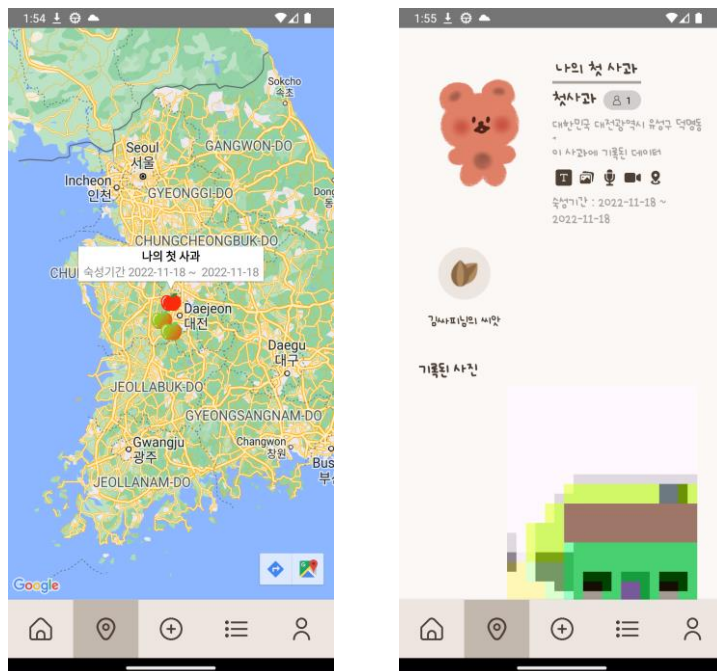 1:54
Sokcho
속초
Seoul
서울
GANGWON-DO
Incheon
인천
GYEONGGI-DO
CHUNGCHEONGBUK-DO
나의 첫 사과
숙성기간 2022-11-18 ~ 2022-11-18
CHU
Daejeon
대전
Daegu
대구
JEOLLABUK-DO
GYEONGSANGNAM-DO
Gwangju
광주
Changwon
창원
JEOLLANAM-DO
Google
1:55
나의 첫 사과
첫사과 1
대한민국 대전광역시 유성구 덕명동
이 사과에 기록된 데이터
T
숙성기간 : 2022-11-18 ~
2022-11-18
김싸피님의 씨앗
기록된 사진